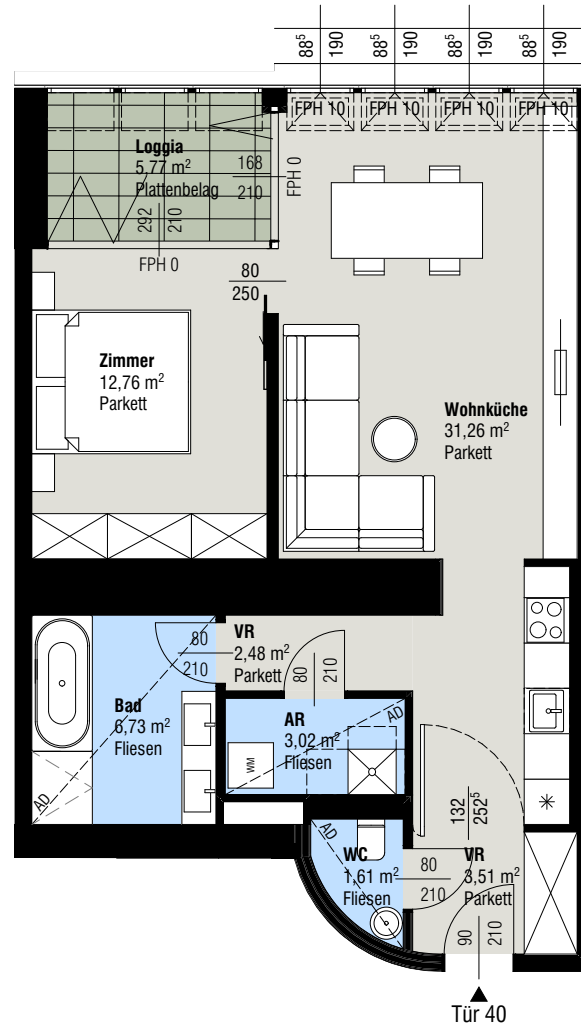 88⁵ 190 88⁵ 190 88⁵ 190 88⁵ 190
FPH 10 FPH 10 FPH 10 FPH 10
Loggia
5,77 m²
Plattenbelag
168
210
FPH 0
292
210
FPH 0
80
250
Zimmer
12,76 m²
Parkett
Wohnküche
31,26 m²
Parkett
80
210
VR
2,48 m²
Parkett
80
210
Bad
6,73 m²
Fliesen
AD
AR
3,02 m²
Fliesen
AD
WM
132
252⁵
AD
WC
1,61 m²
Fliesen
80
210
VR
3,51 m²
Parkett
90
210
Tür 40